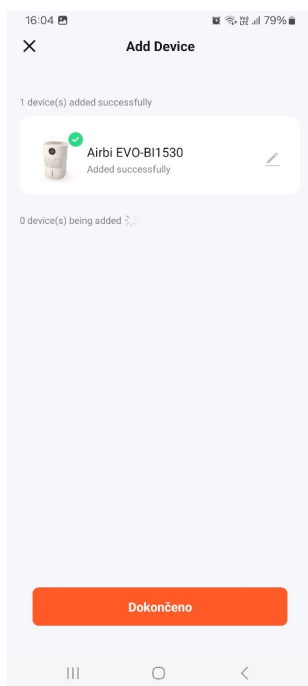 16:04 79%
Add Device
1 device(s) added successfully
Airbi EVO-BI1530
Added successfully
0 device(s) being added
Dokončeno